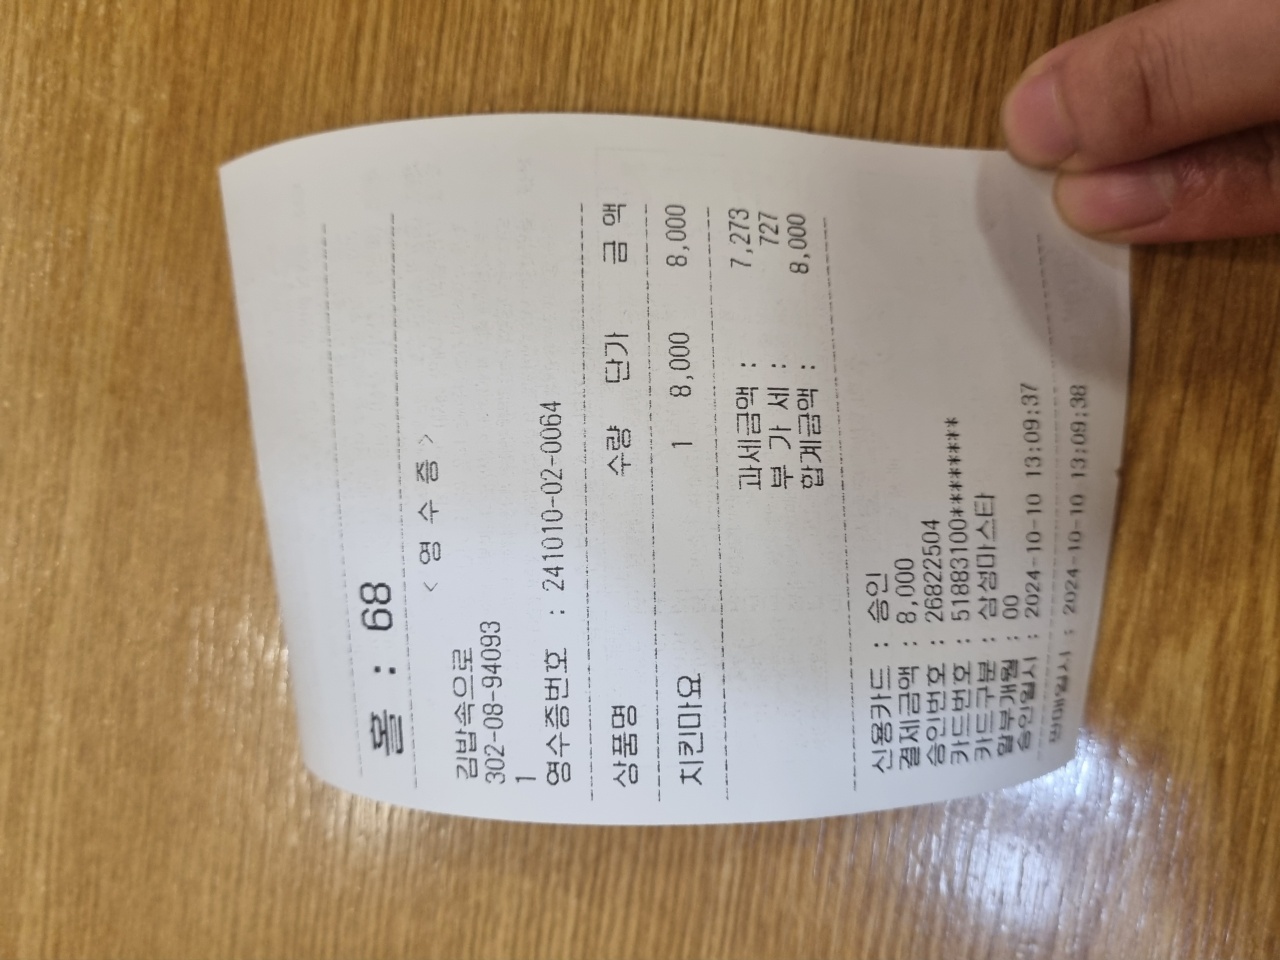 홀 : 68
< 영 수 증 >
김밥속으로
302-08-94093
1
영수증번호 : 241010-02-0064
상품명 수량 단가 금 액
치킨마요 1 8,000 8,000
과세금액 : 7,273
부 가 세 : 727
합계금액 : 8,000
신용카드 : 승인
결제금액 : 8,000
승인번호 : 26822504
카드번호 : 51883100********
카드구분 : 삼성마스타
할부개월 : 00
승인일시 : 2024-10-10 13:09:37
판매일시 : 2024-10-10 13:09:38